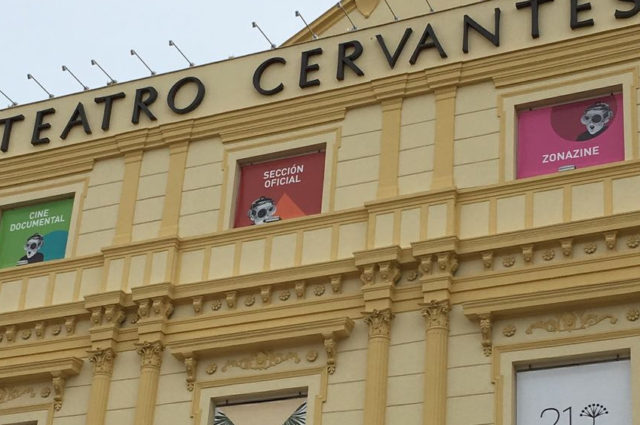 TEATRO CERVANTES
CINE
DOCUMENTAL
SECCIÓN
OFICIAL
ZONAZINE
21